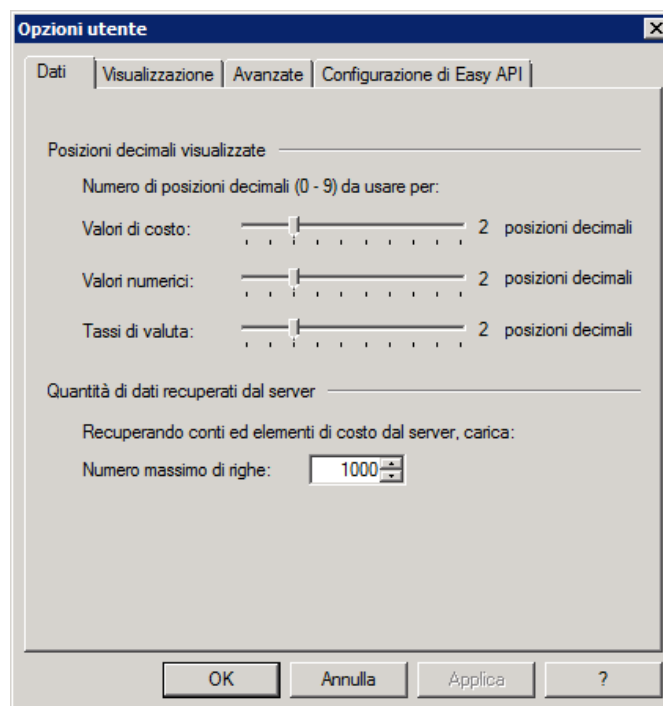 Opzioni utente
Dati Visualizzazione Avanzate Configurazione di Easy API
Posizioni decimali visualizzate
Numero di posizioni decimali (0 - 9) da usare per:
Valori di costo: 2 posizioni decimali
Valori numerici: 2 posizioni decimali
Tassi di valuta: 2 posizioni decimali
Quantità di dati recuperati dal server
Recuperando conti ed elementi di costo dal server, carica:
Numero massimo di righe: 1000
OK Annulla Applica ?